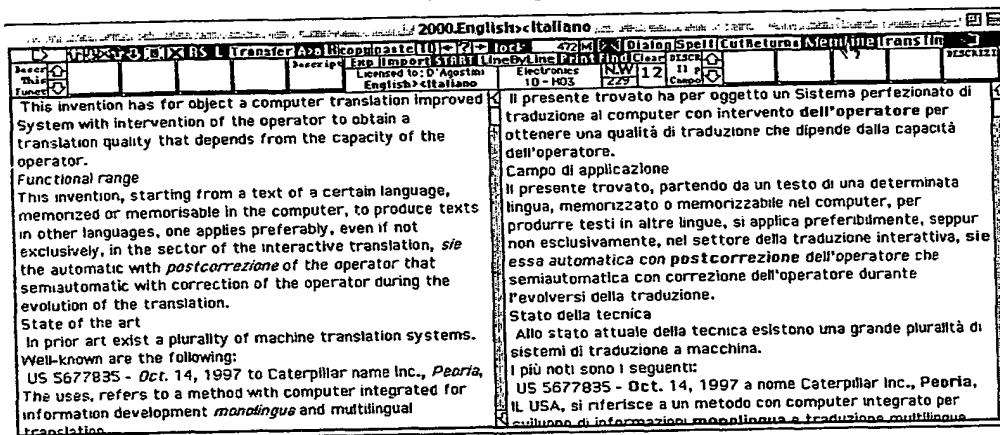 2000.English><Italiano
Transfer
copy paste
lock
472 M
Dialog Spell CutReturns
Translin
Descript
Exp Import START LineByLine Print Find Clear
Licensed to: D'Agostini
English><Italiano
Electronics
10 - H03
N.W
229
12
This invention has for object a computer translation improved
System with intervention of the operator to obtain a
translation quality that depends from the capacity of the
operator.
Functional range
This invention, starting from a text of a certain language,
memorized or memorisable in the computer, to produce texts
in other languages, one applies preferably, even if not
exclusively, in the sector of the interactive translation, sie
the automatic with postcorrezione of the operator that
semiautomatic with correction of the operator during the
evolution of the translation.
State of the art
In prior art exist a plurality of machine translation systems.
Well-known are the following:
US 5677835 - Oct. 14, 1997 to Caterpillar name Inc., Peoria,
The uses, refers to a method with computer integrated for
information development monolingua and multilingual
translation.
Il presente trovato ha per oggetto un Sistema perfezionato di
traduzione al computer con intervento dell'operatore per
ottenere una qualità di traduzione che dipende dalla capacità
dell'operatore.
Campo di applicazione
Il presente trovato, partendo da un testo di una determinata
lingua, memorizzato o memorizzabile nel computer, per
produrre testi in altre lingue, si applica preferibilmente, seppur
non esclusivamente, nel settore della traduzione interattiva, sie
essa automatica con postcorrezione dell'operatore che
semiautomatica con correzione dell'operatore durante
l'evolversi della traduzione.
Stato della tecnica
Allo stato attuale della tecnica esistono una grande pluralità di
sistemi di traduzione a macchina.
I più noti sono i seguenti:
US 5677835 - Oct. 14, 1997 a nome Caterpillar Inc., Peoria,
IL USA, si riferisce a un metodo con computer integrato per
sviluppo di informazioni monolingua e traduzione multilingue